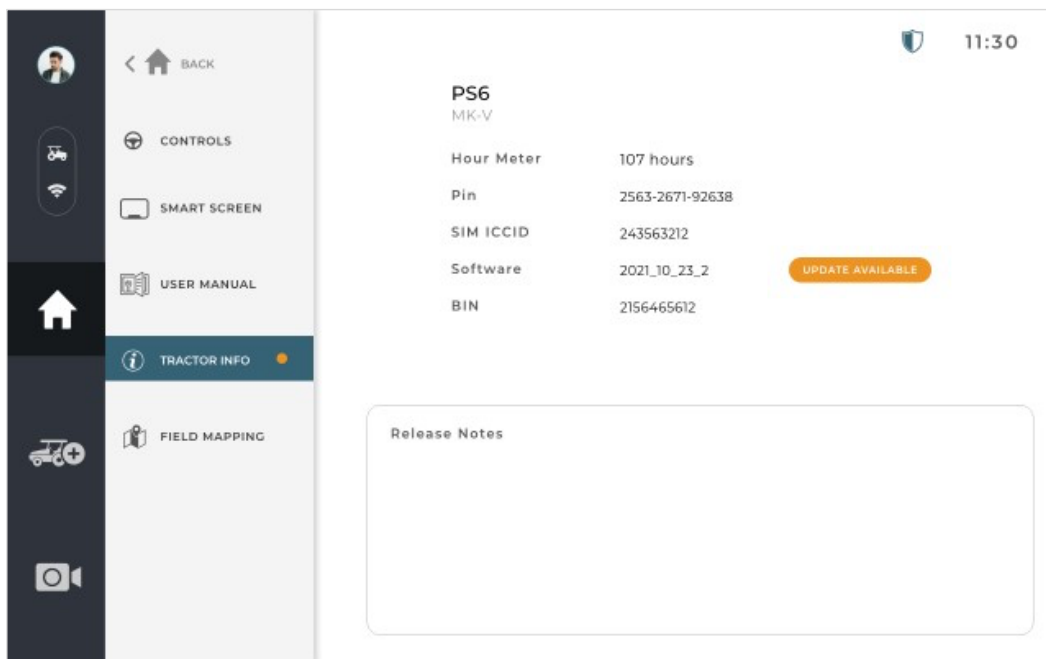 11:30
BACK
CONTROLS
SMART SCREEN
USER MANUAL
TRACTOR INFO
FIELD MAPPING
PS6
MK-V
Hour Meter 107 hours
Pin 2563-2671-92638
SIM ICCID 243563212
Software 2021_10_23_2 UPDATE AVAILABLE
BIN 2156465612
Release Notes